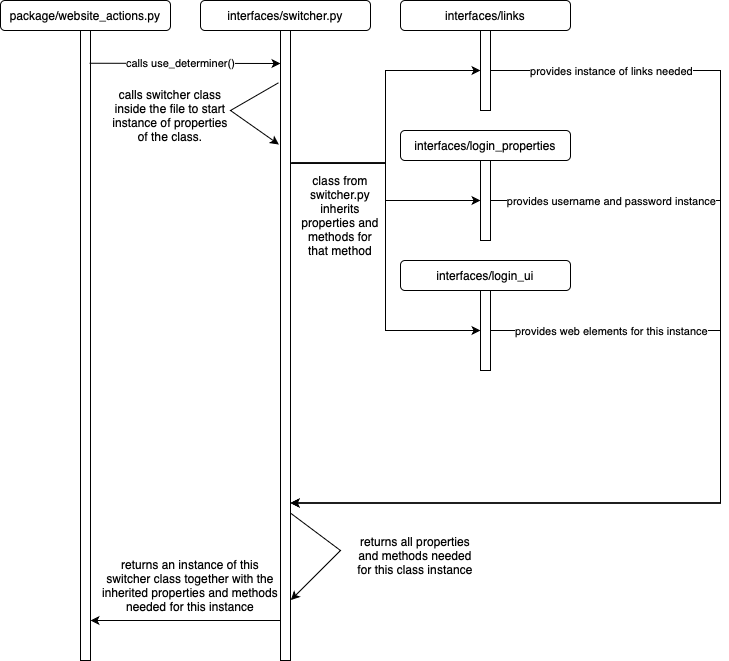 package/website_actions.py
interfaces/switcher.py
interfaces/links
calls use_determiner()
provides instance of links needed
calls switcher class
inside the file to start
instance of properties
of the class.
interfaces/login_properties
class from
switcher.py
inherits
properties and
methods for
that method
provides username and password instance
interfaces/login_ui
provides web elements for this instance
returns all properties
and methods needed
for this class instance
returns an instance of this
switcher class together with the
inherited properties and methods
needed for this instance